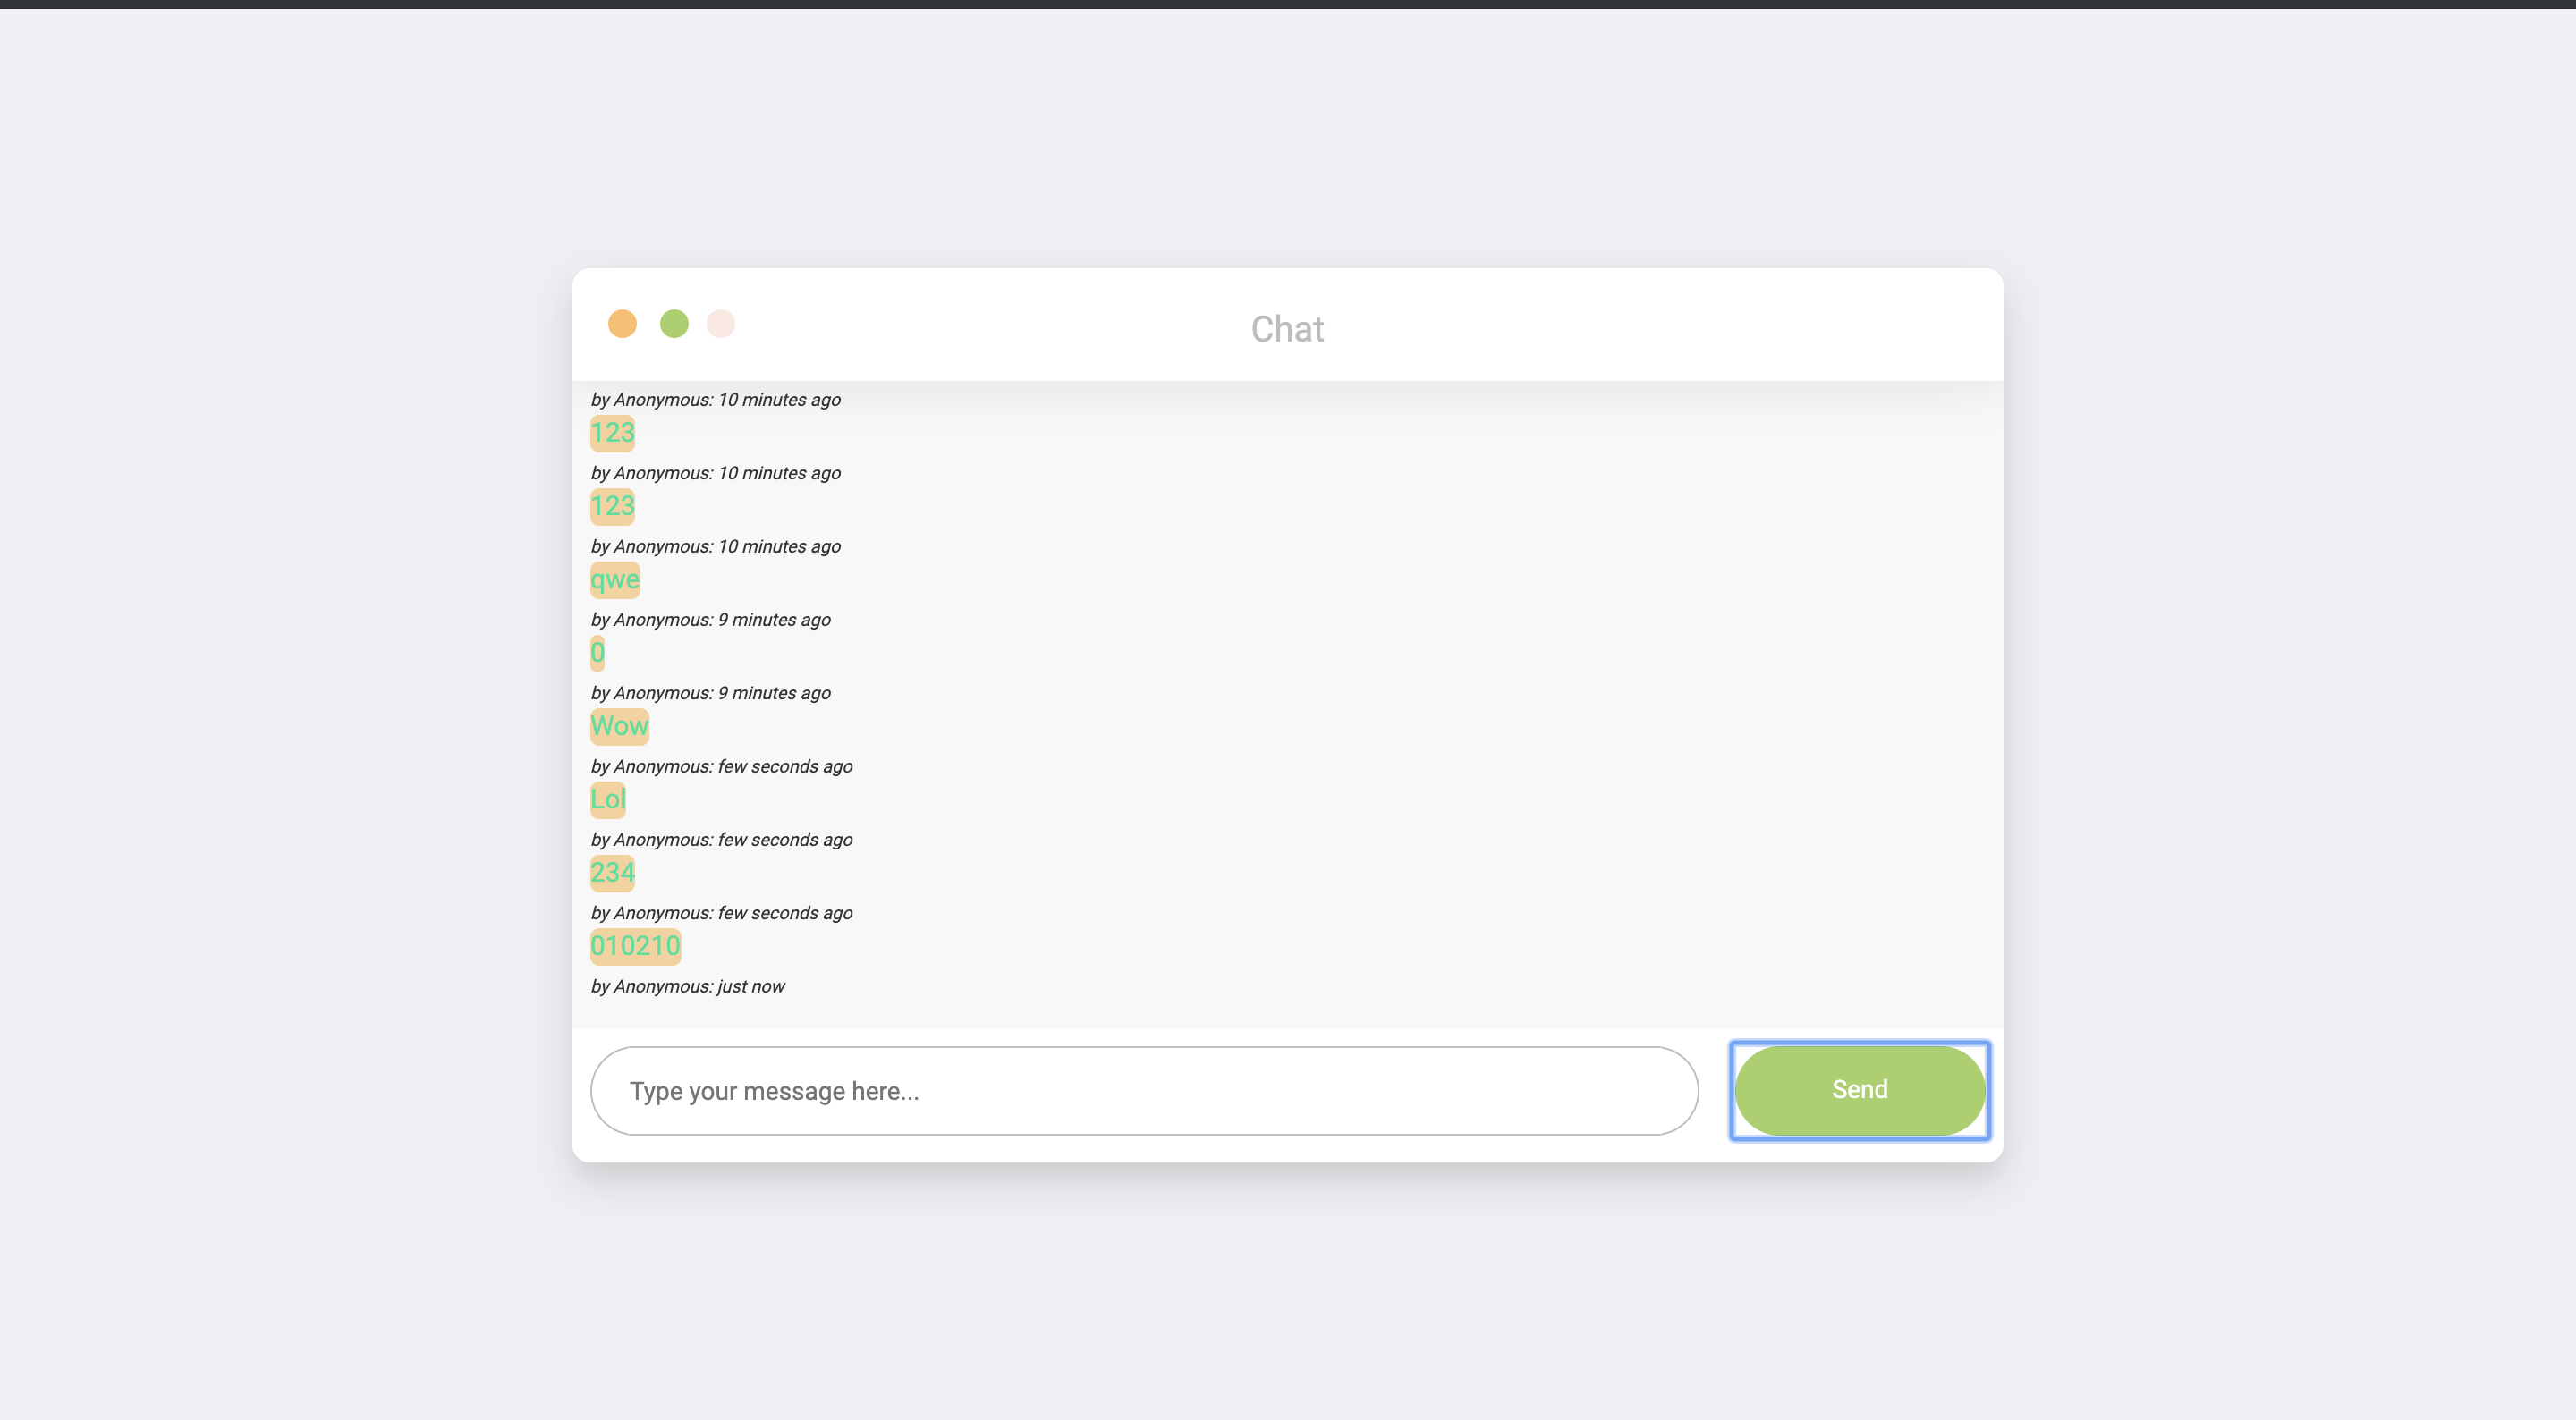 Chat
by Anonymous: 10 minutes ago
123
by Anonymous: 10 minutes ago
123
by Anonymous: 10 minutes ago
qwe
by Anonymous: 9 minutes ago
0
by Anonymous: 9 minutes ago
Wow
by Anonymous: few seconds ago
Lol
by Anonymous: few seconds ago
234
by Anonymous: few seconds ago
010210
by Anonymous: just now
Type your message here...
Send